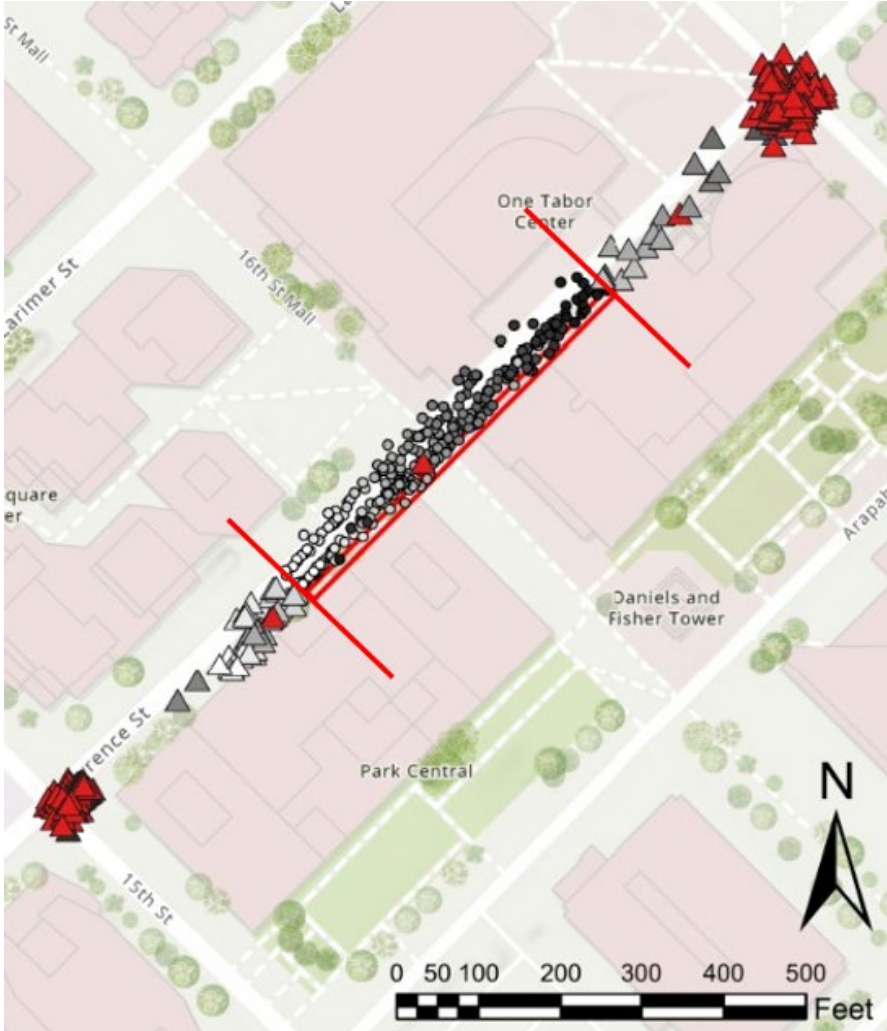 St Mall
La
One Tabor
Center
16th St Mall
Larimer St
quare
er
Arapah
Daniels and
Fisher Tower
rence St
Park Central
N
15th St
0 50 100 200 300 400 500
Feet